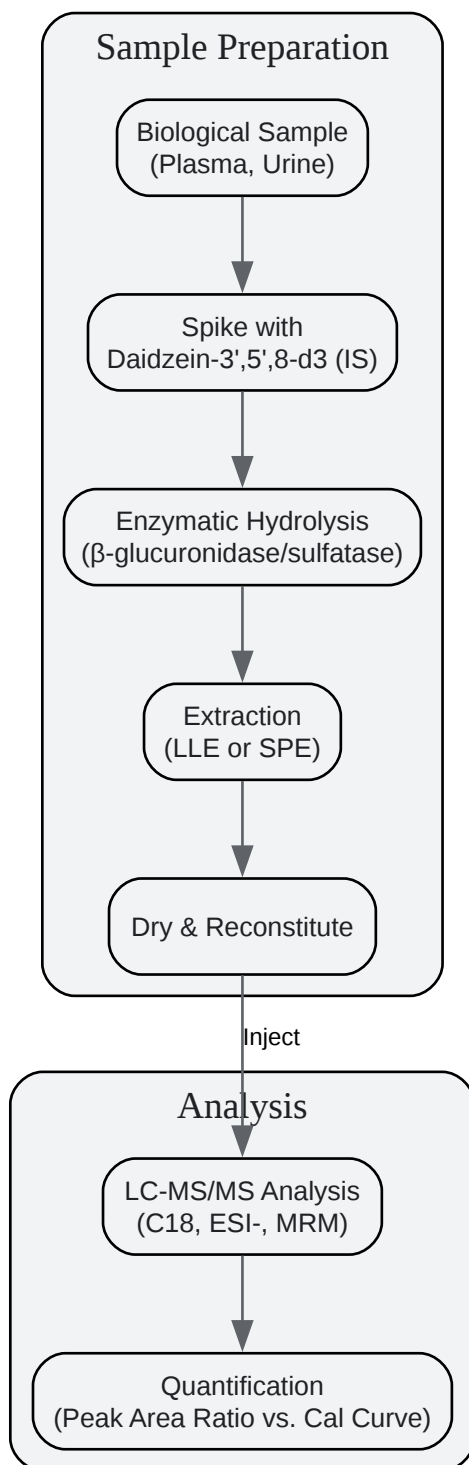 Sample Preparation
Biological Sample
(Plasma, Urine)
Spike with
Daidzein-3',5',8-d3 (IS)
Enzymatic Hydrolysis
(β-glucuronidase/sulfatase)
Extraction
(LLE or SPE)
Dry & Reconstitute
Inject
Analysis
LC-MS/MS Analysis
(C18, ESI-, MRM)
Quantification
(Peak Area Ratio vs. Cal Curve)